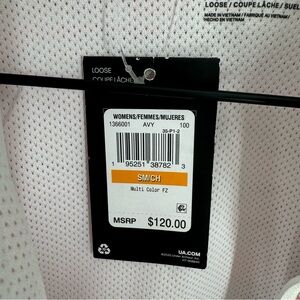 LOOSE / COUPE LÂCHE / SUEL
MADE IN VIETNAM / FABRIQUÉ AU VIETNAM /
HECHO EN VIETNAM
LOOSE
COUPE LÂCHE
WOMENS/FEMMES/MUJERES
1366001 AVY 100
35-P1-2
1 95251 38782 3
SM/CH
Multi Color FZ
MSRP $120.00
UA.COM